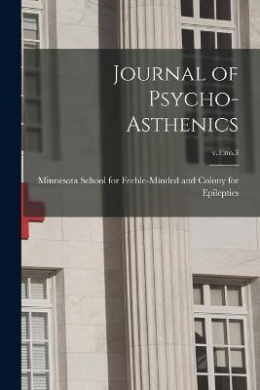 Journal of
Psycho-
Asthenics
v.1:no.3
Minnesota School for Feeble-Minded and Colony for
Epileptics